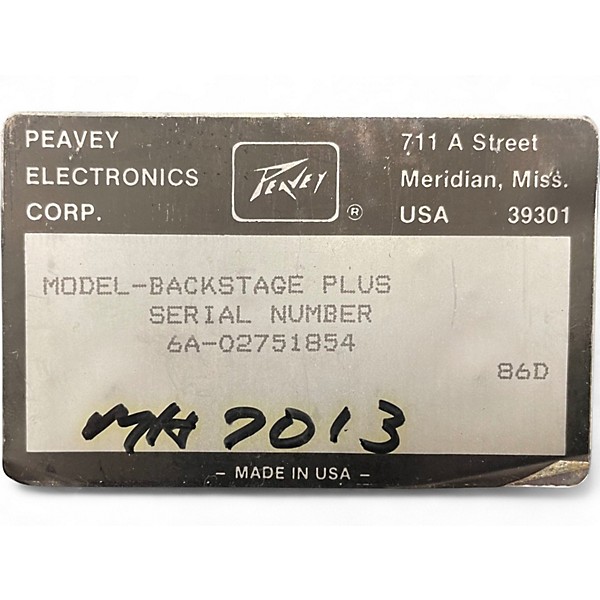 PEAVEY
ELECTRONICS
CORP.
PEAVEY
®
711 A Street
Meridian, Miss.
USA 39301
MODEL-BACKSTAGE PLUS
SERIAL NUMBER
6A-02751854
86D
MH 7013
- MADE IN USA -